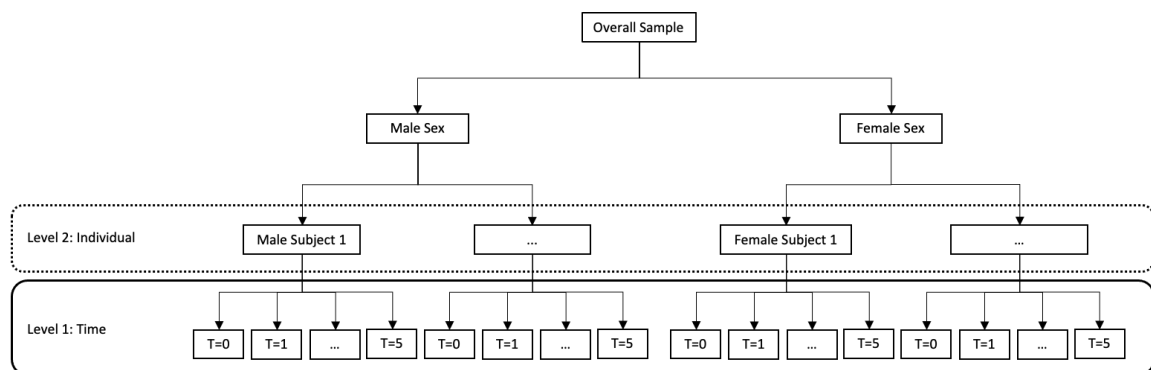 Overall Sample
Male Sex
Female Sex
Level 2: Individual
Male Subject 1
...
Female Subject 1
...
Level 1: Time
T=0
T=1
...
T=5
T=0
T=1
...
T=5
T=0
T=1
...
T=5
T=0
T=1
...
T=5